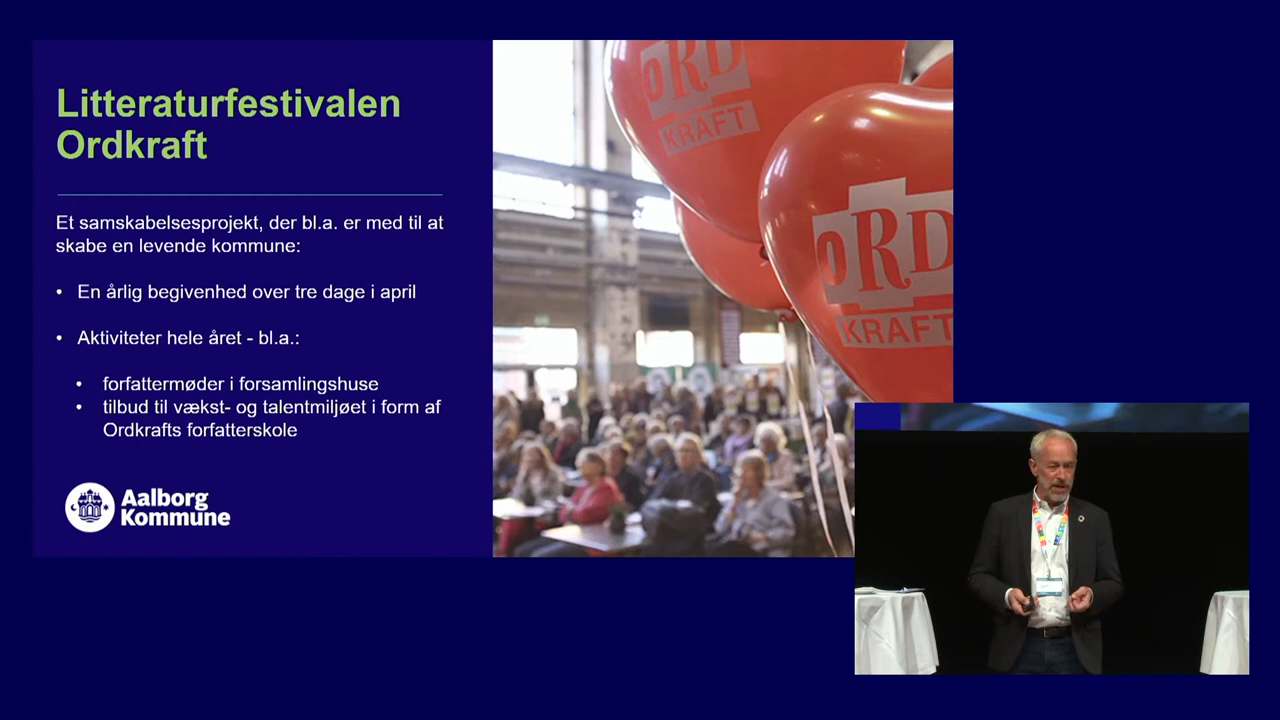 Litteraturfestivalen
Ordkraft
Et samskabelsesprojekt, der bl.a. er med til at
skabe en levende kommune:
• En årlig begivenhed over tre dage i april
• Aktiviteter hele året - bl.a.:
• forfattermøder i forsamlingshuse
• tilbud til vækst- og talentmiljøet i form af
Ordkrafts forfatterskole
Aalborg
Kommune
ORD
KRAFT
ORD
KRAFT